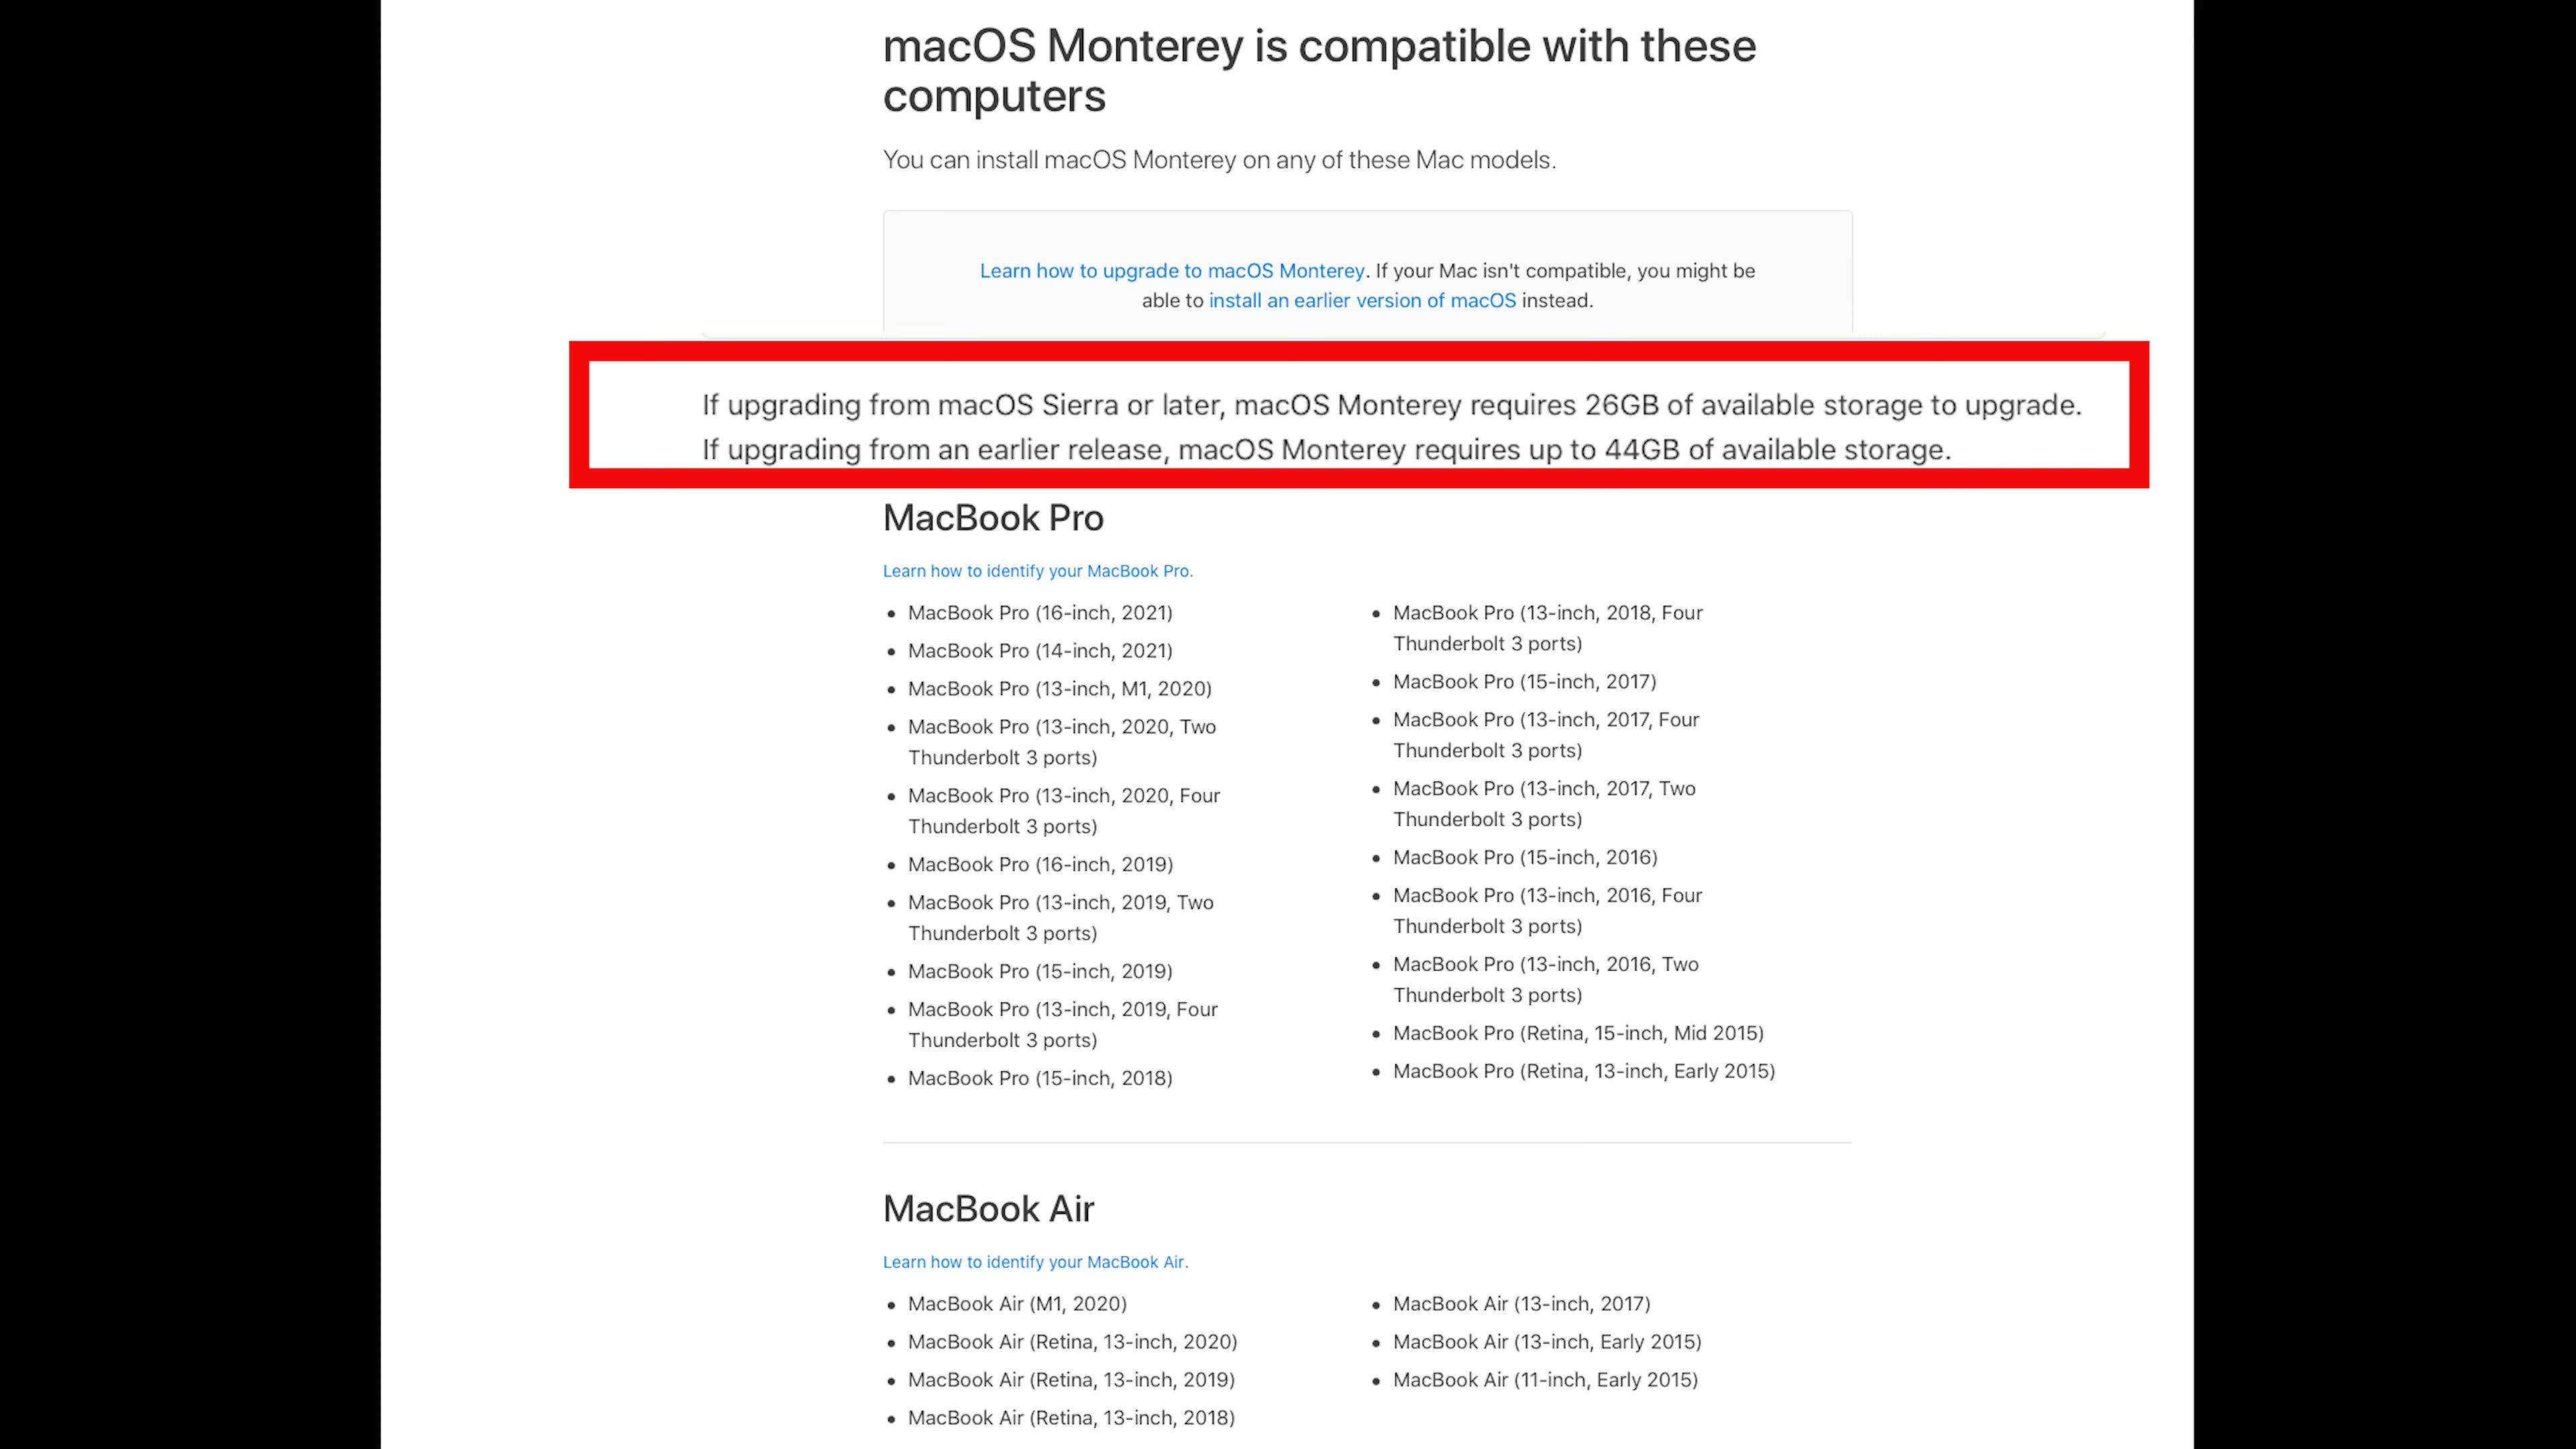 macOS Monterey is compatible with these
computers
You can install macOS Monterey on any of these Mac models.
Learn how to upgrade to macOS Monterey. If your Mac isn't compatible, you might be
able to install an earlier version of macOS instead.
If upgrading from macOS Sierra or later, macOS Monterey requires 26GB of available storage to upgrade.
If upgrading from an earlier release, macOS Monterey requires up to 44GB of available storage.
MacBook Pro
Learn how to identify your MacBook Pro.
• MacBook Pro (16-inch, 2021)
• MacBook Pro (14-inch, 2021)
• MacBook Pro (13-inch, M1, 2020)
• MacBook Pro (13-inch, 2020, Two
Thunderbolt 3 ports)
• MacBook Pro (13-inch, 2020, Four
Thunderbolt 3 ports)
• MacBook Pro (16-inch, 2019)
• MacBook Pro (13-inch, 2019, Two
Thunderbolt 3 ports)
• MacBook Pro (15-inch, 2019)
• MacBook Pro (13-inch, 2019, Four
Thunderbolt 3 ports)
• MacBook Pro (15-inch, 2018)
• MacBook Pro (13-inch, 2018, Four
Thunderbolt 3 ports)
• MacBook Pro (15-inch, 2017)
• MacBook Pro (13-inch, 2017, Four
Thunderbolt 3 ports)
• MacBook Pro (13-inch, 2017, Two
Thunderbolt 3 ports)
• MacBook Pro (15-inch, 2016)
• MacBook Pro (13-inch, 2016, Four
Thunderbolt 3 ports)
• MacBook Pro (13-inch, 2016, Two
Thunderbolt 3 ports)
• MacBook Pro (Retina, 15-inch, Mid 2015)
• MacBook Pro (Retina, 13-inch, Early 2015)
MacBook Air
Learn how to identify your MacBook Air.
• MacBook Air (M1, 2020)
• MacBook Air (Retina, 13-inch, 2020)
• MacBook Air (Retina, 13-inch, 2019)
• MacBook Air (Retina, 13-inch, 2018)
• MacBook Air (13-inch, 2017)
• MacBook Air (13-inch, Early 2015)
• MacBook Air (11-inch, Early 2015)